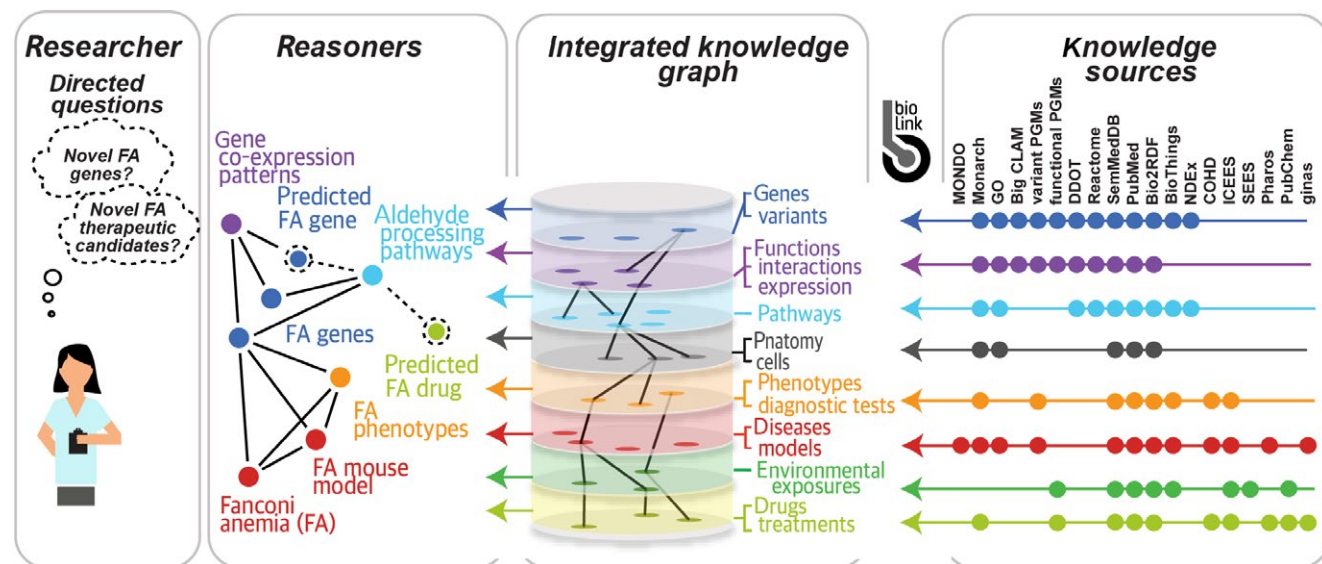 Researcher
Directed
questions
Novel FA
genes?
Novel FA
therapeutic
candidates?
Reasoners
Gene
co-expression
patterns
Predicted
FA gene
Aldehyde
processing
pathways
FA genes
Predicted
FA drug
FA
phenotypes
FA mouse
model
Fanconi
anemia (FA)
Integrated knowledge
graph
Genes
variants
Functions
interactions
expression
Pathways
Pnatomy
cells
Phenotypes
diagnostic tests
Diseases
models
Environmental
exposures
Drugs
treatments
bio
link
Knowledge
sources
MONDO
Monarch
GO
Big CLAM
variant PGMs
functional PGMs
DDOT
Reactome
SemMedDB
PubMed
Bio2RDF
BioThings
NDEx
COHD
ICEES
SEES
Pharos
PubChem
ginas